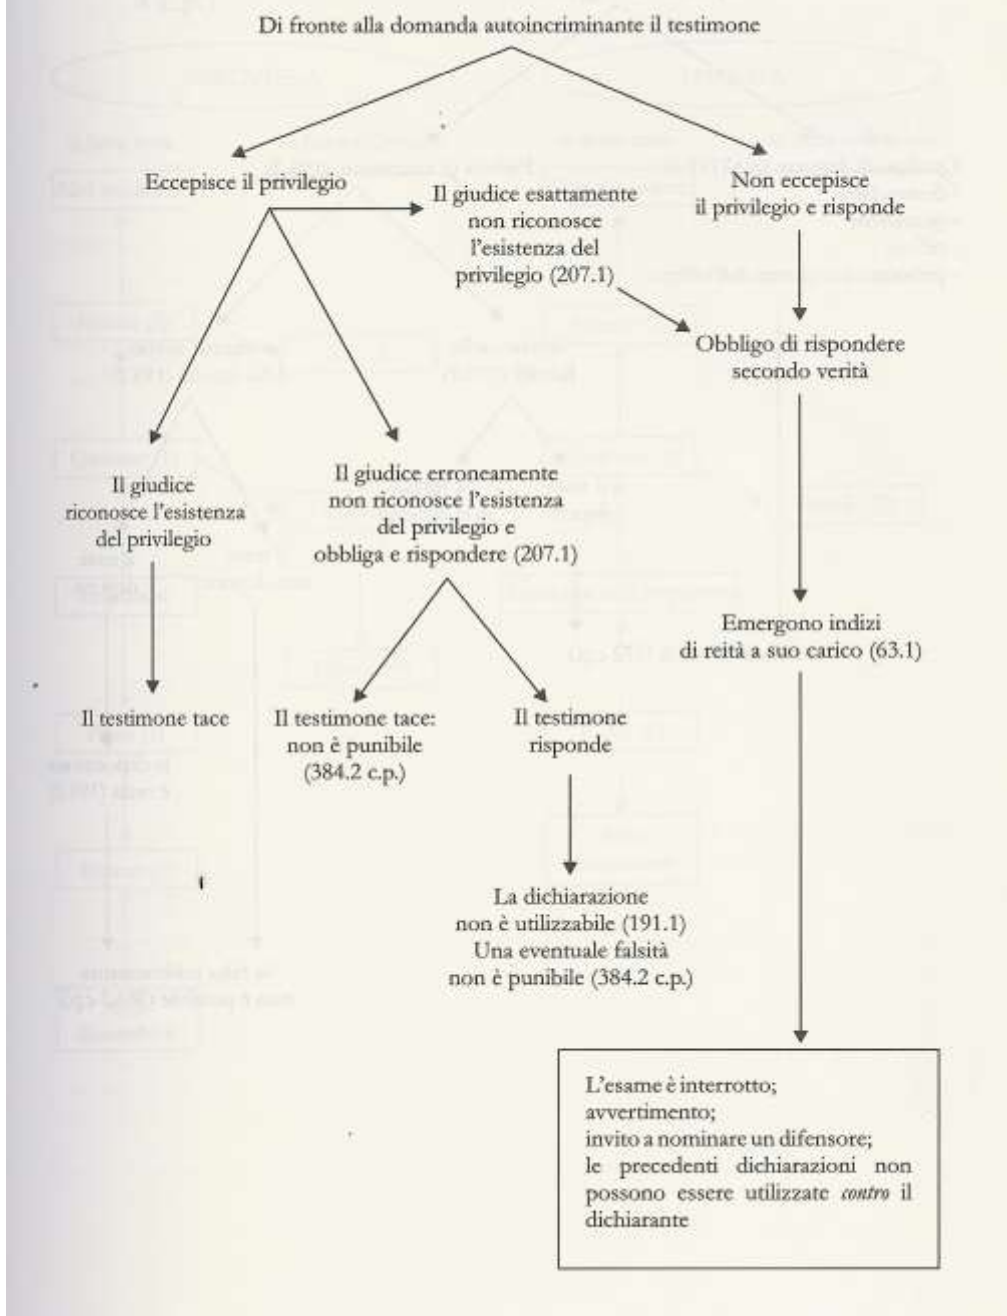 Di fronte alla domanda autoincriminante il testimone
Eccepisce il privilegio
Il giudice esattamente
non riconosce
l'esistenza del
privilegio (207.1)
Non eccepisce
il privilegio e risponde
Obbligo di rispondere
secondo verità
Il giudice
riconosce l'esistenza
del privilegio
Il giudice erroneamente
non riconosce l'esistenza
del privilegio e
obbliga e rispondere (207.1)
Emergono indizi
di reità a suo carico (63.1)
Il testimone tace
Il testimone tace:
non è punibile
(384.2 c.p.)
Il testimone
risponde
La dichiarazione
non è utilizzabile (191.1)
Una eventuale falsità
non è punibile (384.2 c.p.)
L'esame è interrotto;
avvertimento;
invito a nominare un difensore;
le precedenti dichiarazioni non
possono essere utilizzate contro il
dichiarante